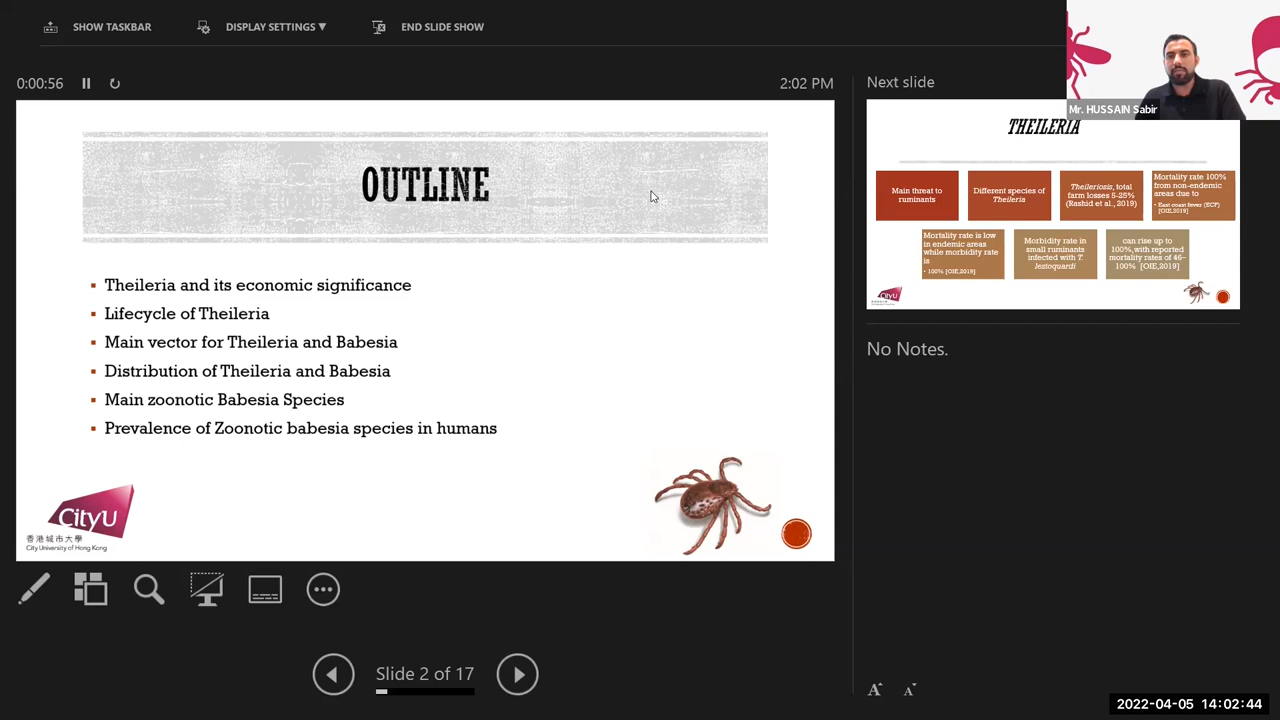 SHOW TASKBAR
DISPLAY SETTINGS ▼
END SLIDE SHOW
0:00:56
2:02 PM
OUTLINE
▪ Theileria and its economic significance
▪ Lifecycle of Theileria
▪ Main vector for Theileria and Babesia
▪ Distribution of Theileria and Babesia
▪ Main zoonotic Babesia Species
▪ Prevalence of Zoonotic babesia species in humans
CityU
香港城市大學
City University of Hong Kong
Slide 2 of 17
Next slide
Mr. HUSSAIN Sabir
THEILERIA
Main threat to
ruminants
Different species of
Theileria
Theileriosis, total
farm losses 5-25%
(Rashid et al., 2019)
Mortality rate 100%
from non-endemic
areas due to
• East coast fever (ECF)
[OIE,2019]
Mortality rate is low
in endemic areas
while morbidity rate
is
• 100% [OIE,2019]
Morbidity rate in
small ruminants
infected with T.
lestoquardi
can rise up to
100%,with reported
mortality rates of 46–
100% [OIE,2019]
CityU
No Notes.
A A
2022-04-05 14:02:44